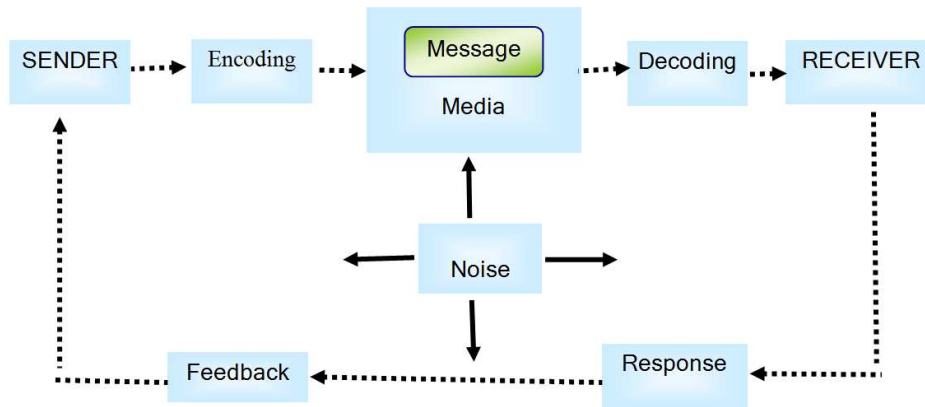 SENDER
Encoding
Message
Media
Decoding
RECEIVER
Noise
Feedback
Response